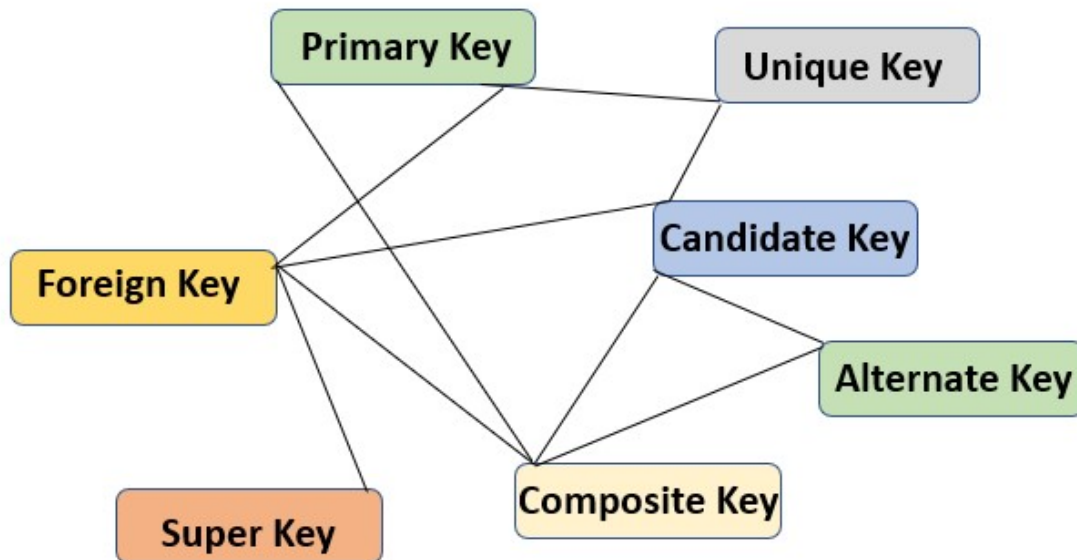 Primary Key
Unique Key
Candidate Key
Foreign Key
Alternate Key
Composite Key
Super Key